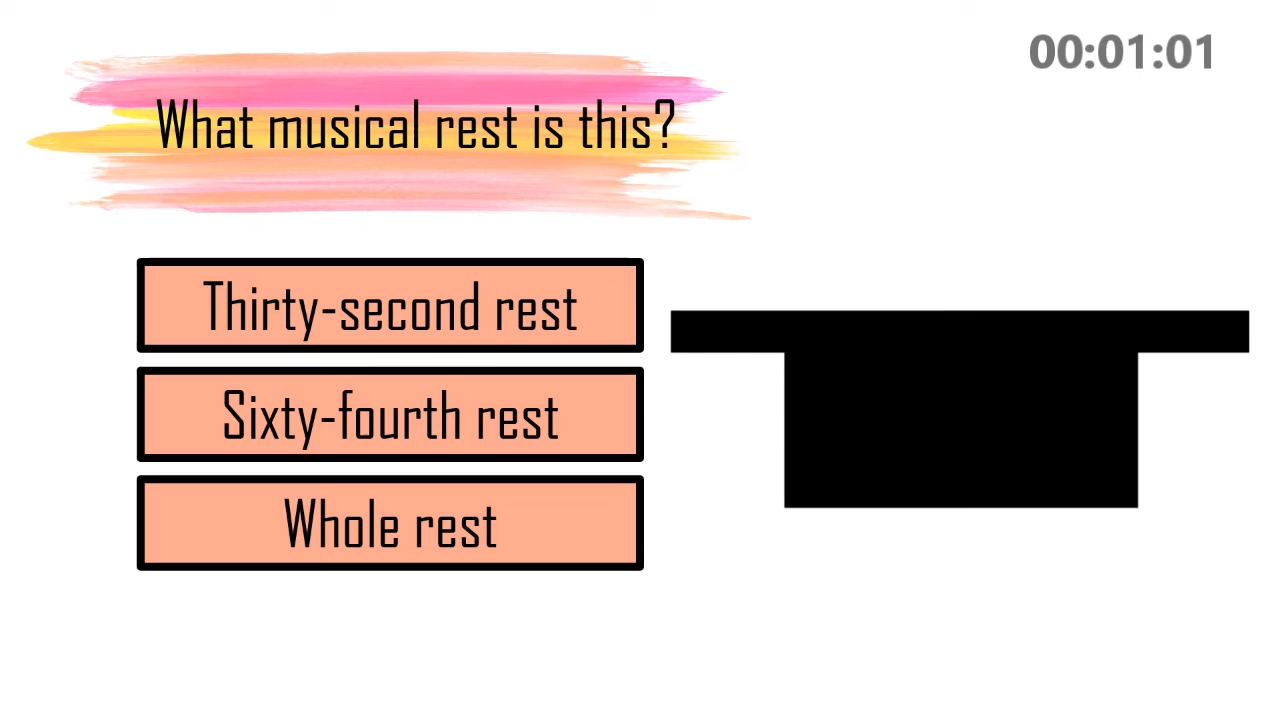 00:01:01
What musical rest is this?
Thirty-second rest
Sixty-fourth rest
Whole rest